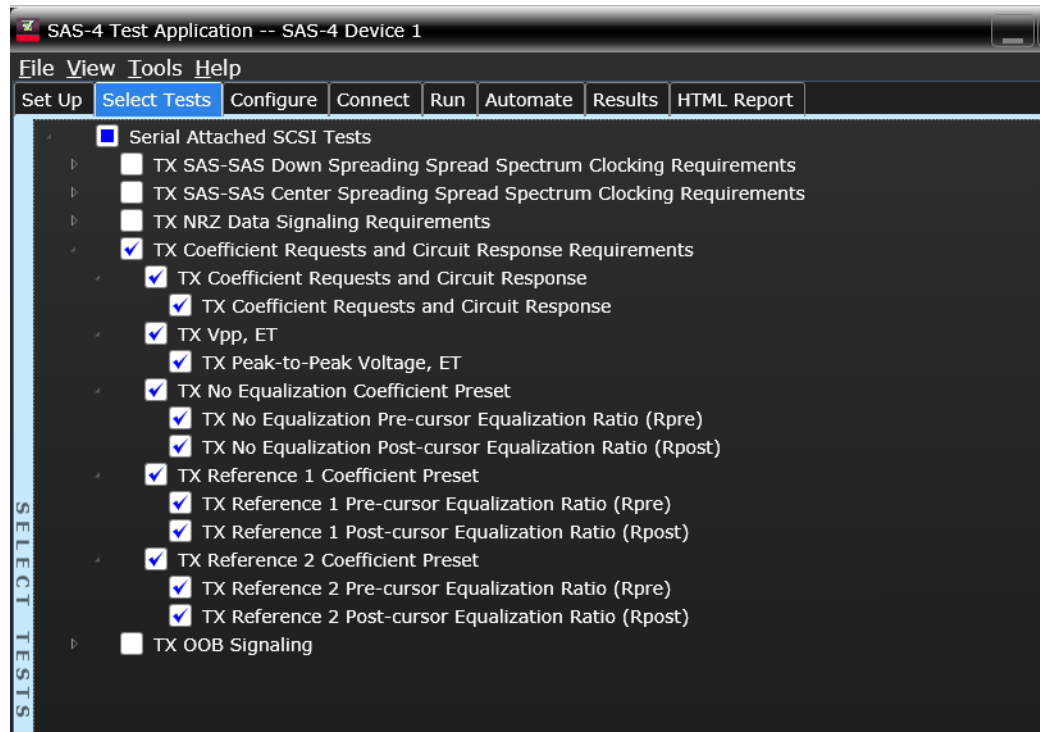 SAS-4 Test Application -- SAS-4 Device 1
File View Tools Help
Set Up Select Tests Configure Connect Run Automate Results HTML Report
Serial Attached SCSI Tests
TX SAS-SAS Down Spreading Spread Spectrum Clocking Requirements
TX SAS-SAS Center Spreading Spread Spectrum Clocking Requirements
TX NRZ Data Signaling Requirements
TX Coefficient Requests and Circuit Response Requirements
TX Coefficient Requests and Circuit Response
TX Coefficient Requests and Circuit Response
TX Vpp, ET
TX Peak-to-Peak Voltage, ET
TX No Equalization Coefficient Preset
TX No Equalization Pre-cursor Equalization Ratio (Rpre)
TX No Equalization Post-cursor Equalization Ratio (Rpost)
TX Reference 1 Coefficient Preset
TX Reference 1 Pre-cursor Equalization Ratio (Rpre)
TX Reference 1 Post-cursor Equalization Ratio (Rpost)
TX Reference 2 Coefficient Preset
TX Reference 2 Pre-cursor Equalization Ratio (Rpre)
TX Reference 2 Post-cursor Equalization Ratio (Rpost)
TX OOB Signaling
SELECT TESTS